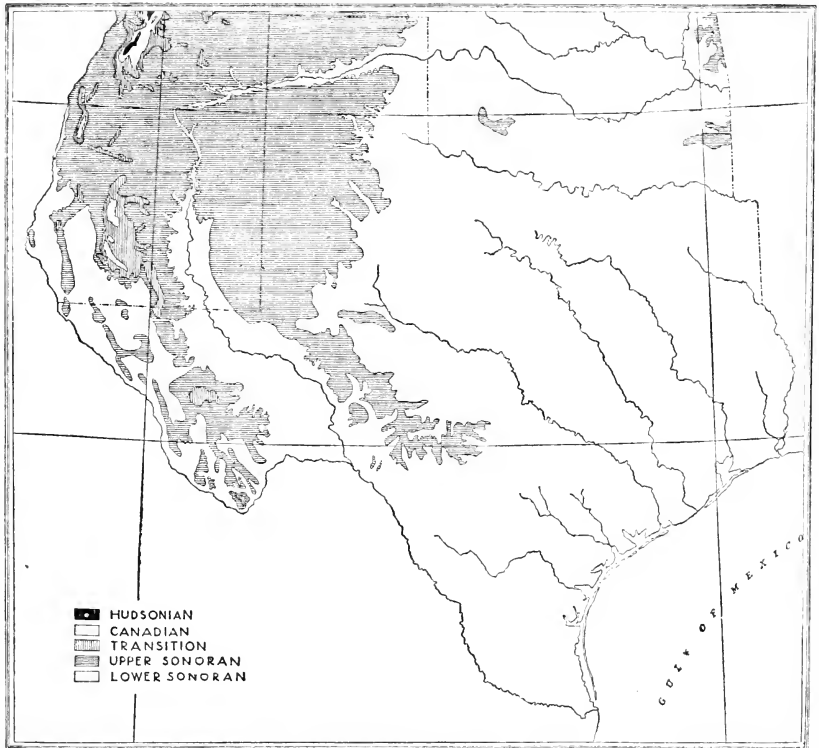 HUDSONIAN
CANADIAN
TRANSITION
UPPER SONORAN
LOWER SONORAN
GULF OF MEXICO